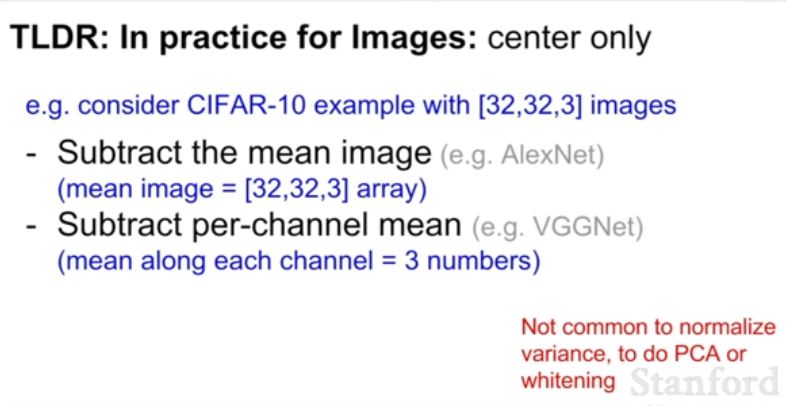 TLDR: In practice for Images: center only
e.g. consider CIFAR-10 example with [32,32,3] images
- Subtract the mean image (e.g. AlexNet)
(mean image = [32,32,3] array)
- Subtract per-channel mean (e.g. VGGNet)
(mean along each channel = 3 numbers)
Not common to normalize
variance, to do PCA or
whitening
Stanford